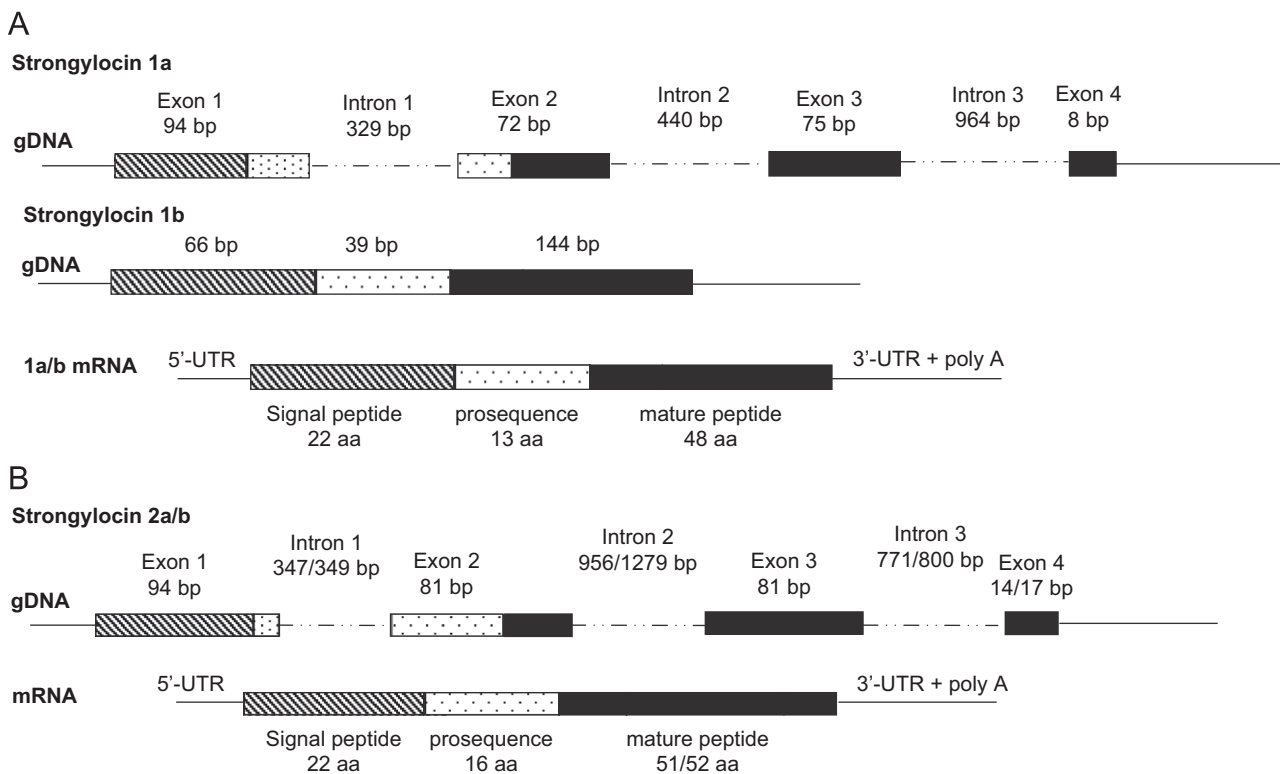 A
Strongylocin 1a
Exon 1 Intron 1 Exon 2 Intron 2 Exon 3 Intron 3 Exon 4
94 bp 329 bp 72 bp 440 bp 75 bp 964 bp 8 bp
gDNA
Strongylocin 1b
66 bp 39 bp 144 bp
gDNA
1a/b mRNA 5'-UTR 3'-UTR + poly A
Signal peptide prosequence mature peptide
22 aa 13 aa 48 aa
B
Strongylocin 2a/b
Exon 1 Intron 1 Exon 2 Intron 2 Exon 3 Intron 3 Exon 4
94 bp 347/349 bp 81 bp 956/1279 bp 81 bp 771/800 bp 14/17 bp
gDNA
mRNA 5'-UTR 3'-UTR + poly A
Signal peptide prosequence mature peptide
22 aa 16 aa 51/52 aa